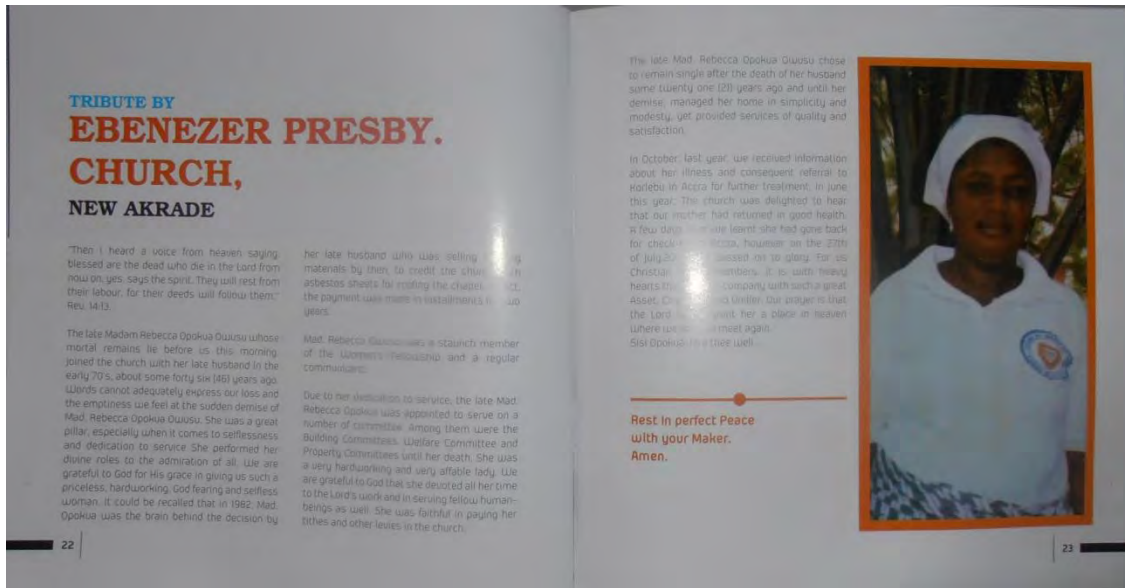 TRIBUTE BY
EBENEZER PRESBY.
CHURCH,
NEW AKRADE
"Then I heard a voice from heaven saying
blessed are the dead who die in the Lord from
now on, yes, says the spirit. They will rest from
their labour, for their deeds will follow them."
Rev. 14:13.
The late Madam Rebecca Opokua Owusu whose
mortal remains lie before us this morning,
joined the church with her late husband in the
early 70's, about some forty six (46) years ago.
Words cannot adequately express our loss and
the emptiness we feel at the sudden demise of
Mad. Rebecca Opokua Owusu. She was a great
pillar, especially when it comes to selflessness
and dedication to service. She performed her
divine roles to the admiration of all. We are
grateful to God for His grace in giving us such a
priceless, hardworking, God fearing and selfless
woman. It could be recalled that in 1982, Mad.
Opokua was the brain behind the decision by
her late husband who was selling
materials by then, to credit the
asbestos sheets for roofing the chapel.
the payment was made in installments
years.
Mad. Rebecca was a staunch member
of the Women's Fellowship and a regular
communicant.
Due to her dedication to service, the late Mad.
Rebecca Opokua was appointed to serve on a
number of committee. Among them were the
Building Committees, Welfare Committee and
Property Committees until her death. She was
a very hardworking and very affable lady. We
are grateful to God that she devoted all her time
to the Lord's work and in serving fellow human-
beings as well. She was faithful in paying her
tithes and other levies in the church.
22
The late Mad. Rebecca Opokua Owusu chose
to remain single after the death of her husband
some twenty one (21) years ago and until her
demise, managed her home in simplicity and
modesty, yet provided services of quality and
satisfaction.
In October, last year, we received information
about her illness and consequent referral to
Korlebu in Accra for further treatment. In June
this year, The church was delighted to hear
that our mother had returned in good health.
A few days we learnt she had gone back
for check Accra, however on the 27th
of July, passed on to glory. For us
Christian members, it is with heavy
hearts company with such a great
Asset, Our prayer is that
the Lord her a place in heaven
where we meet again.
Sisi Opokua, thee well.
Rest in perfect Peace
with your Maker.
Amen.
23